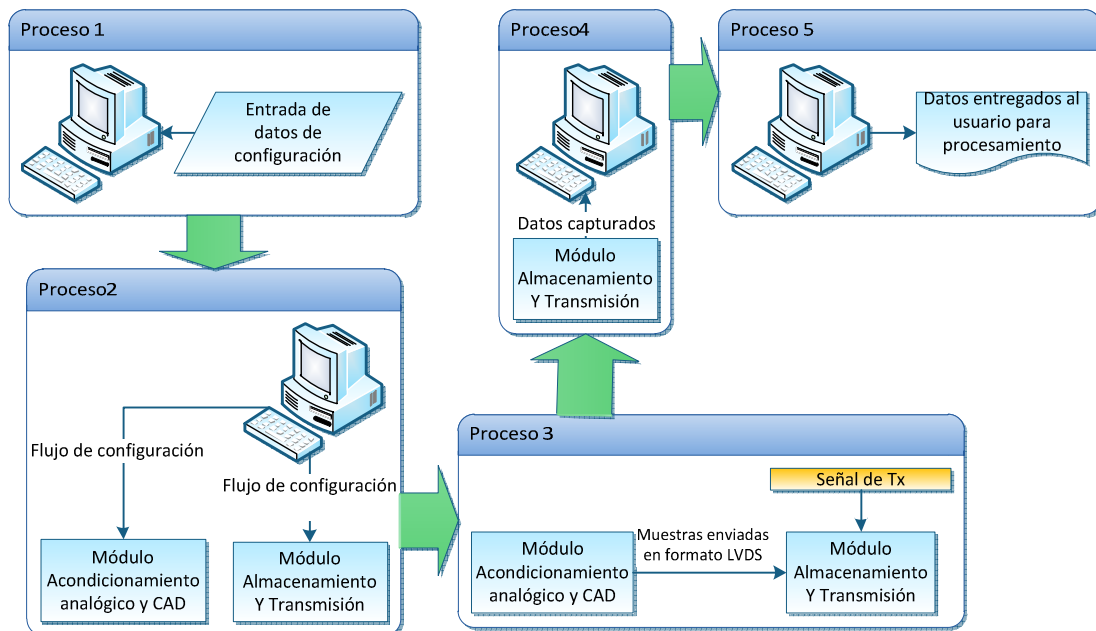 Proceso 1
Entrada de
datos de
configuración
Proceso2
Flujo de configuración
Flujo de configuración
Módulo
Acondicionamiento
analógico y CAD
Módulo
Almacenamiento
Y Transmisión
Proceso 3
Señal de Tx
Muestras enviadas
en formato LVDS
Módulo
Acondicionamiento
analógico y CAD
Módulo
Almacenamiento
Y Transmisión
Proceso4
Datos capturados
Módulo
Almacenamiento
Y Transmisión
Proceso 5
Datos entregados al
usuario para
procesamiento